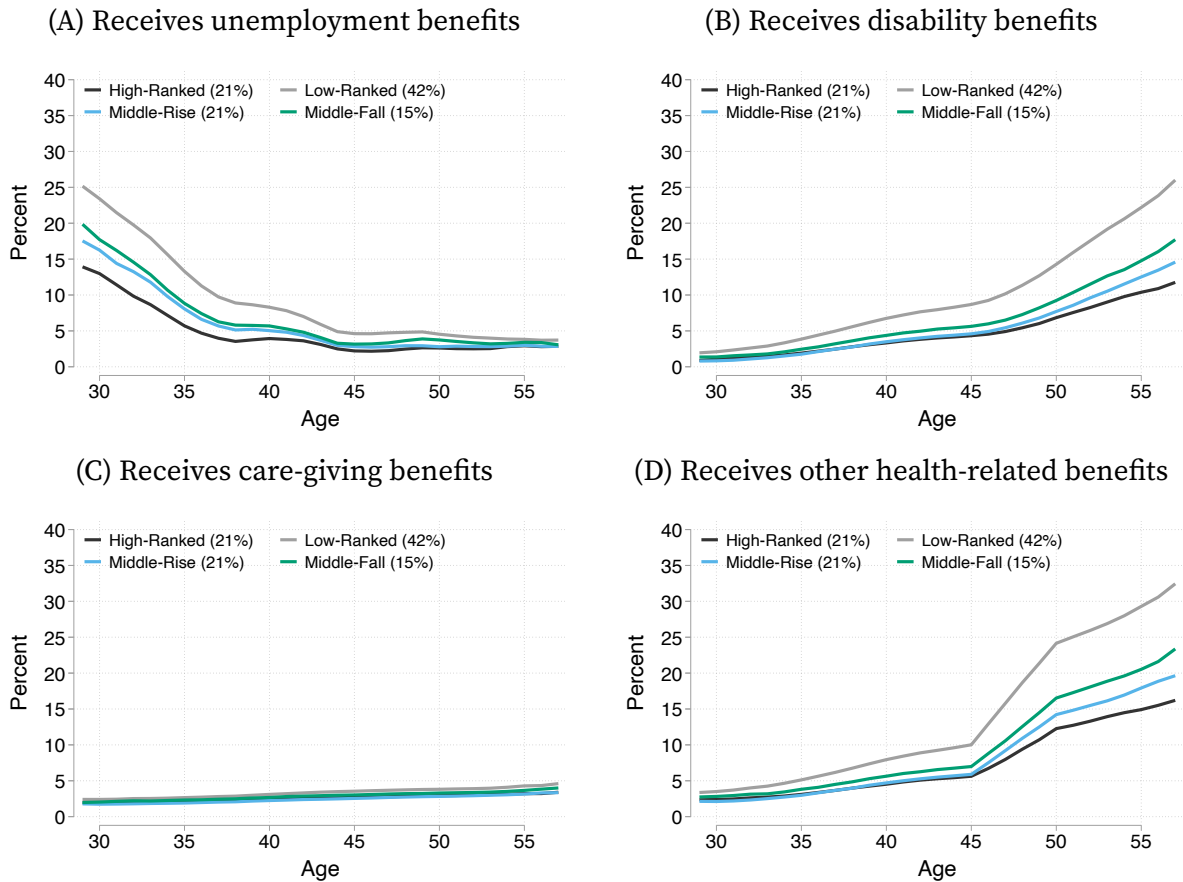 (A) Receives unemployment benefits
High-Ranked (21%) Low-Ranked (42%)
Middle-Rise (21%) Middle-Fall (15%)
40
35
30
25
20
15
10
5
0
Percent
30 35 40 45 50 55
Age
(B) Receives disability benefits
High-Ranked (21%) Low-Ranked (42%)
Middle-Rise (21%) Middle-Fall (15%)
40
35
30
25
20
15
10
5
0
Percent
30 35 40 45 50 55
Age
(C) Receives care-giving benefits
High-Ranked (21%) Low-Ranked (42%)
Middle-Rise (21%) Middle-Fall (15%)
40
35
30
25
20
15
10
5
0
Percent
30 35 40 45 50 55
Age
(D) Receives other health-related benefits
High-Ranked (21%) Low-Ranked (42%)
Middle-Rise (21%) Middle-Fall (15%)
40
35
30
25
20
15
10
5
0
Percent
30 35 40 45 50 55
Age